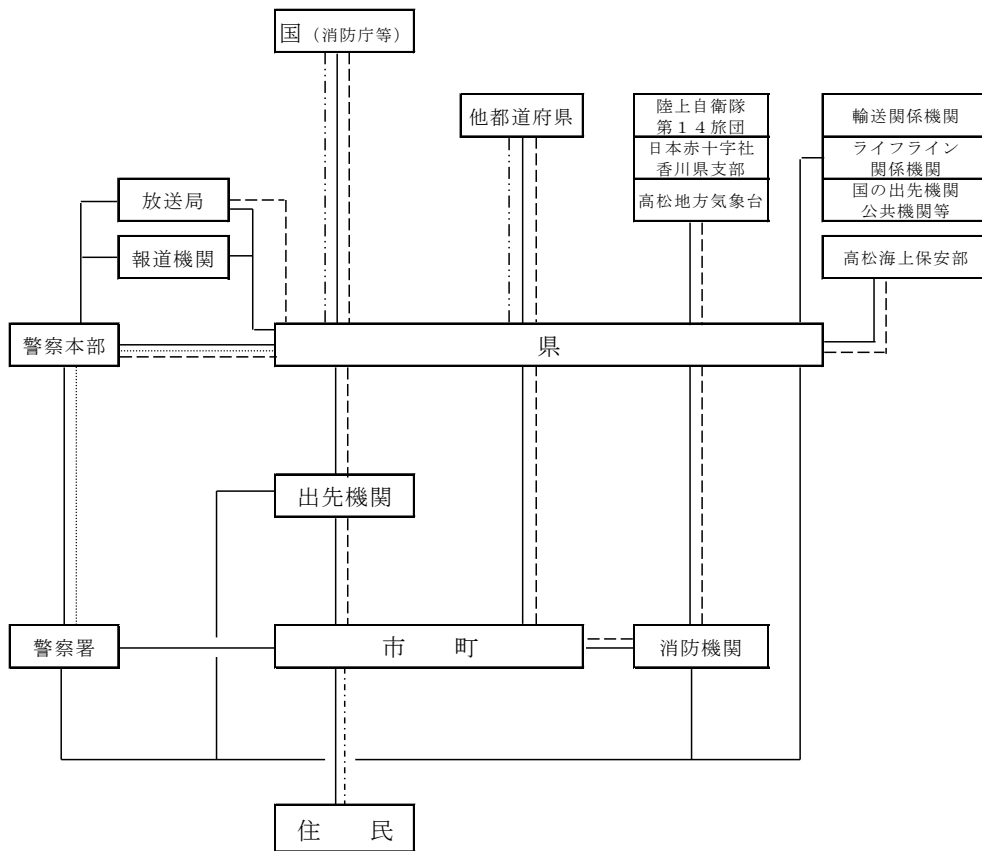 国（消防庁等）
他都道府県
陸上自衛隊
第１４旅団
日本赤十字社
香川県支部
高松地方気象台
輸送関係機関
ライフライン
関係機関
国の出先機関
公共機関等
高松海上保安部
放送局
報道機関
警察本部
県
出先機関
警察署
市　　町
消防機関
住　　民